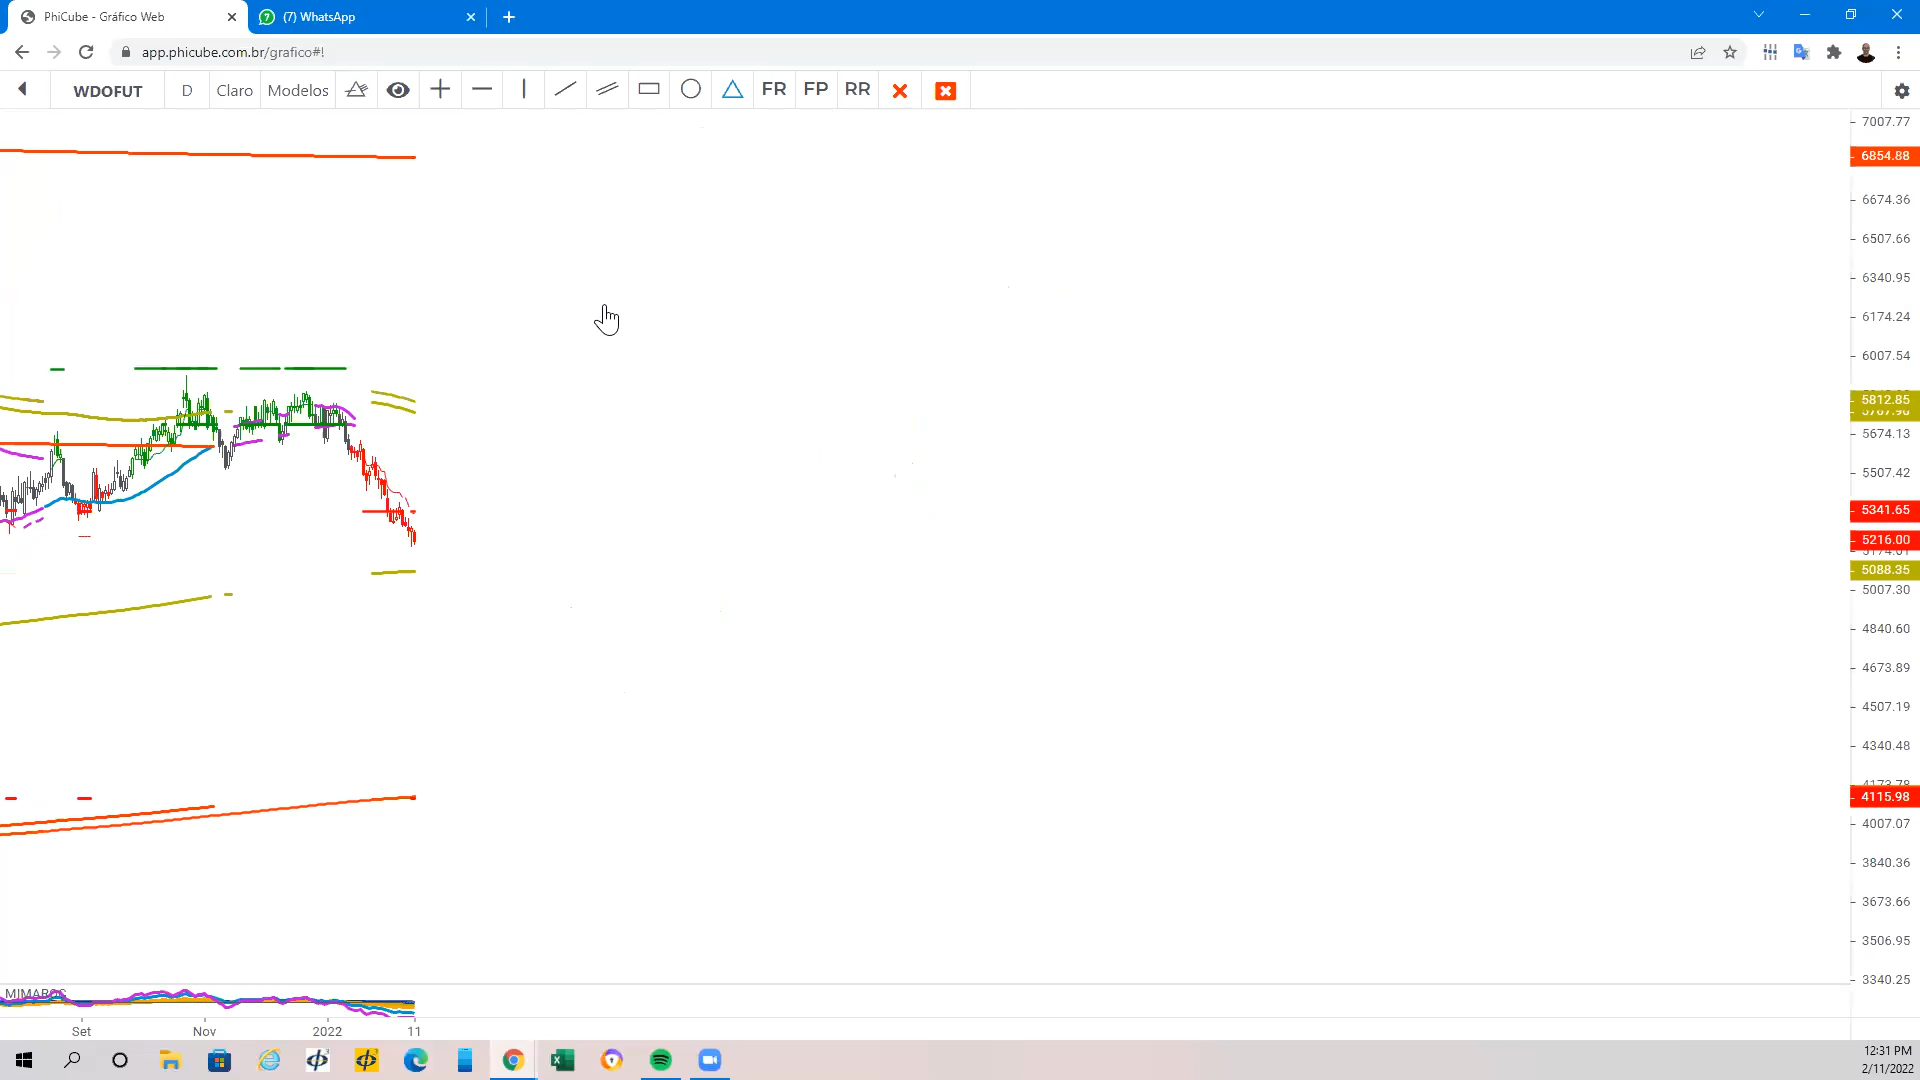 PhiCube - Gráfico Web
(7) WhatsApp
app.phicube.com.br/grafico#!
WDOFUT
D
Claro
Modelos
FR
FP
RR
7007.77
6854.88
6674.36
6507.66
6340.95
6174.24
6007.54
5812.85
5674.13
5507.42
5341.65
5216.00
5088.35
5007.30
4840.60
4673.89
4507.19
4340.48
4173.78
4115.98
4007.07
3840.36
3673.66
3506.95
3340.25
Set
Nov
2022
11
12:31 PM
2/11/2022